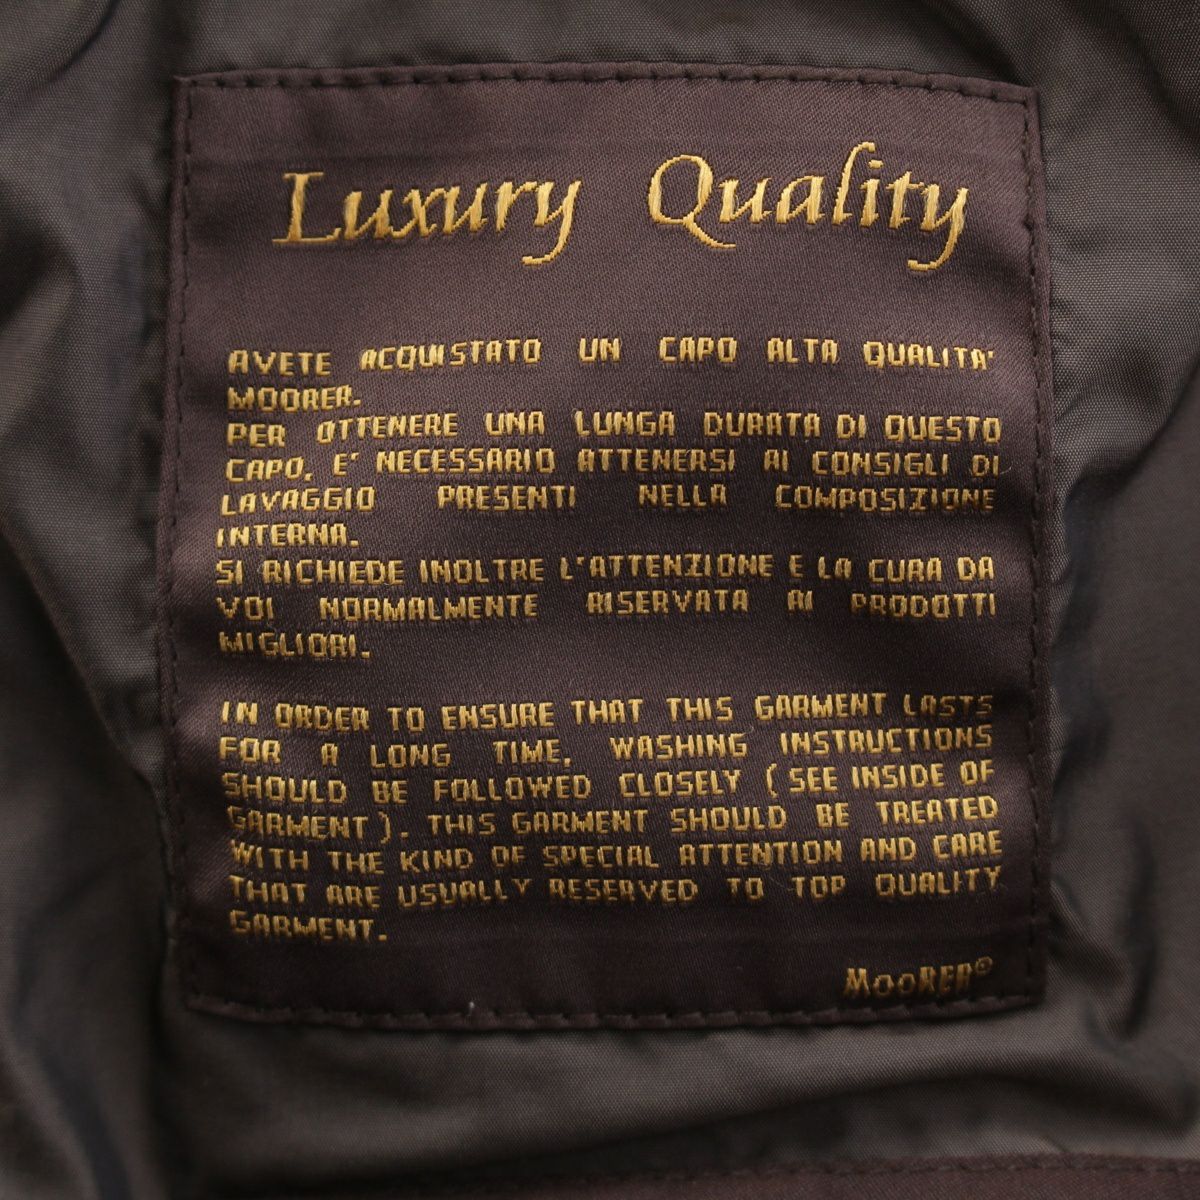 Luxury Quality
AVETE ACQUISTATO UN CAPO ALTA QUALITA'
MOORER.
PER OTTENERE UNA LUNGA DURATA DI QUESTO
CAPO, E' NECESSARIO ATTENERSI AI CONSIGLI DI
LAVAGGIO PRESENTI NELLA COMPOSIZIONE
INTERNA.
SI RICHIEDE INOLTRE L'ATTENZIONE E LA CURA DA
VOI NORMALMENTE RISERVATA AI PRODOTTI
MIGLIORI.
IN ORDER TO ENSURE THAT THIS GARMENT LASTS
FOR A LONG TIME, WASHING INSTRUCTIONS
SHOULD BE FOLLOWED CLOSELY (SEE INSIDE OF
GARMENT). THIS GARMENT SHOULD BE TREATED
WITH THE KIND OF SPECIAL ATTENTION AND CARE
THAT ARE USUALLY RESERVED TO TOP QUALITY
GARMENT.
MOORER©